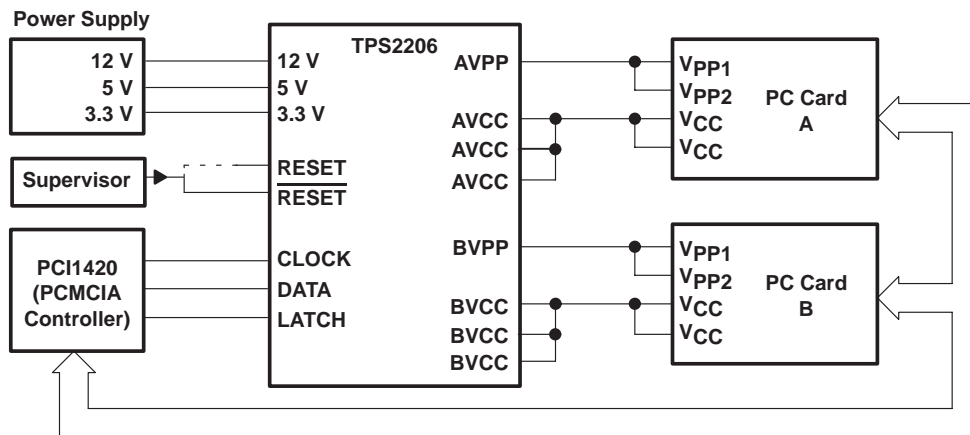 Power Supply
12 V
5 V
3.3 V
Supervisor
PCI1420
(PCMCIA
Controller)
TPS2206
12 V
5 V
3.3 V
RESET
RESET
CLOCK
DATA
LATCH
AVPP
AVCC
AVCC
AVCC
BVPP
BVCC
BVCC
BVCC
VPP1
VPP2
VCC
VCC
PC Card
A
VPP1
VPP2
VCC
VCC
PC Card
B